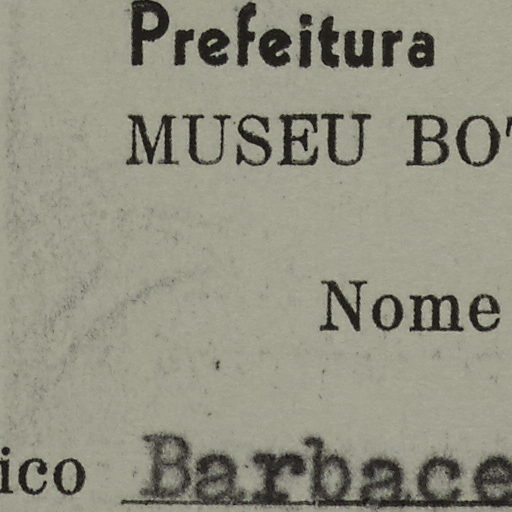 Prefeitura
MUSEU BO
Nome
ico Barbace